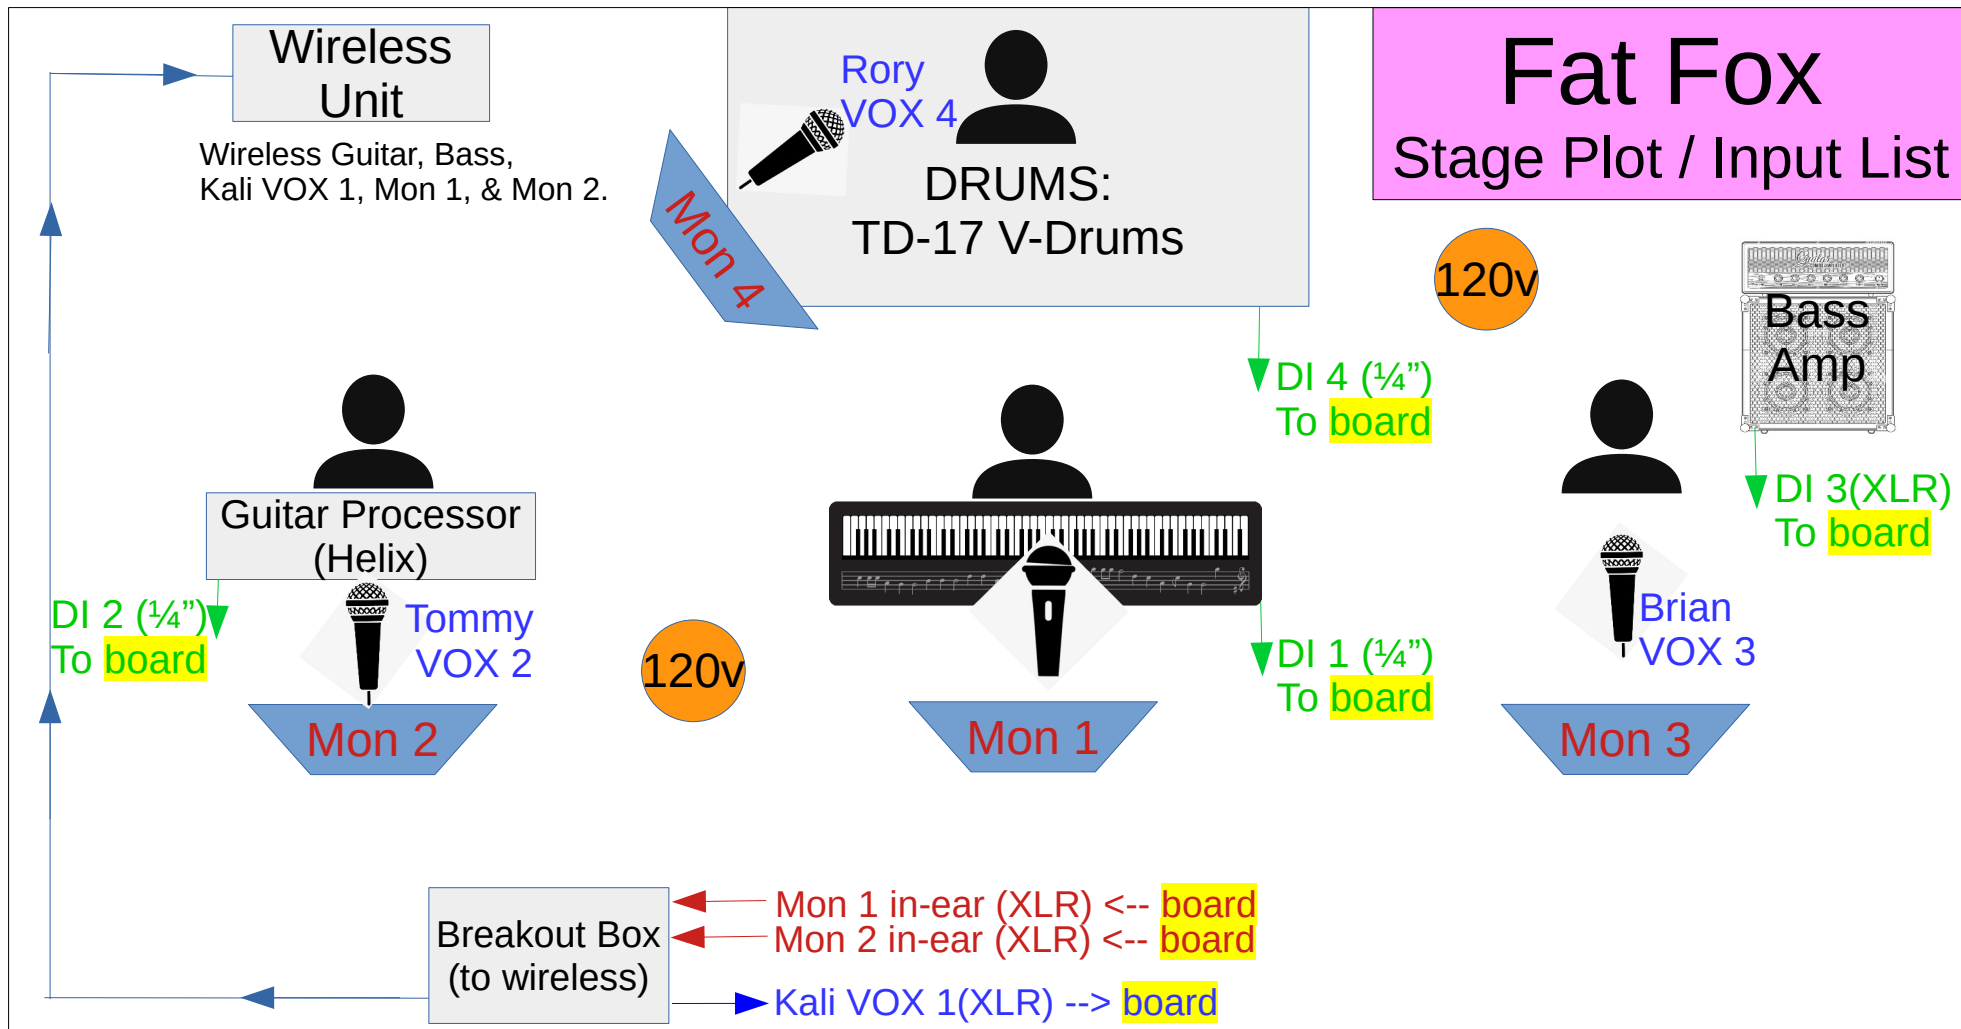 Wireless
Unit
Wireless Guitar, Bass,
Kali VOX 1, Mon 1, & Mon 2.
Rory
VOX 4
DRUMS:
TD-17 V-Drums
Mon 4
Fat Fox
Stage Plot / Input List
120v
Bass
Amp
DI 4 (¼”)
To board
DI 3(XLR)
To board
Guitar Processor
(Helix)
DI 2 (¼”)
To board
Tommy
VOX 2
120v
DI 1 (¼”)
To board
Brian
VOX 3
Mon 2
Mon 1
Mon 3
Breakout Box
(to wireless)
Mon 1 in-ear (XLR) <-- board
Mon 2 in-ear (XLR) <-- board
Kali VOX 1(XLR) --> board